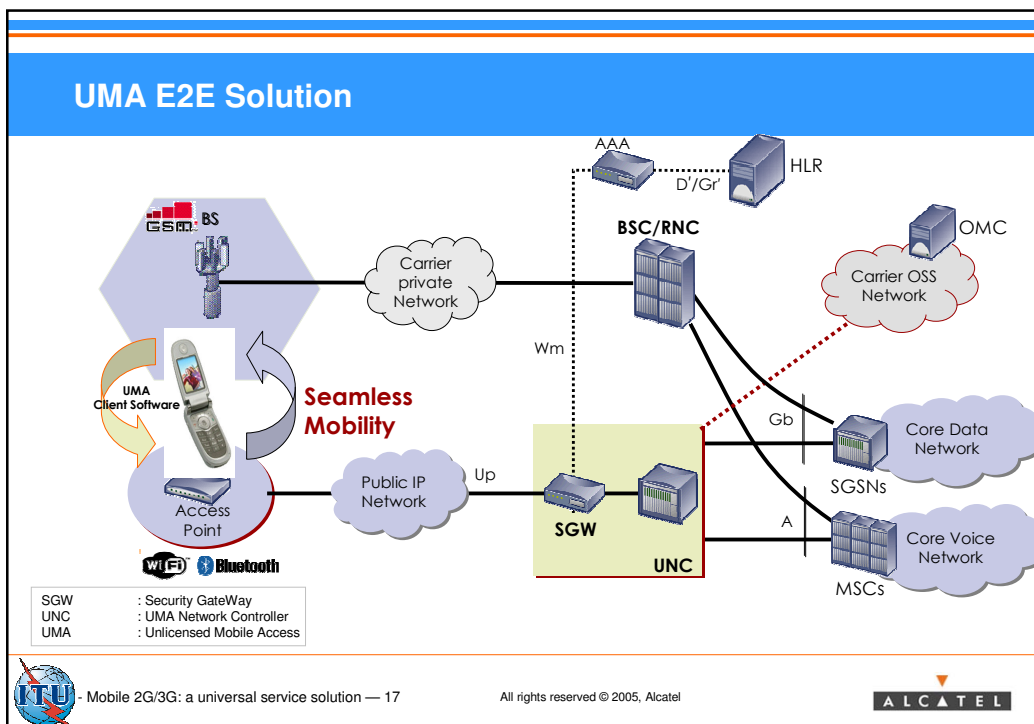 UMA E2E Solution
AAA
HLR
D'/Gr'
GSM
BS
BSC/RNC
OMC
Carrier
private
Network
Carrier OSS
Network
Wm
UMA
Client Software
Seamless
Mobility
Gb
Core Data
Network
SGSNs
Public IP
Network
Up
Access
Point
SGW
UNC
A
Core Voice
Network
MSCs
WiFi™ Bluetooth
SGW : Security GateWay
UNC : UMA Network Controller
UMA : Unlicensed Mobile Access
ITU
- Mobile 2G/3G: a universal service solution — 17
All rights reserved © 2005, Alcatel
ALCATEL